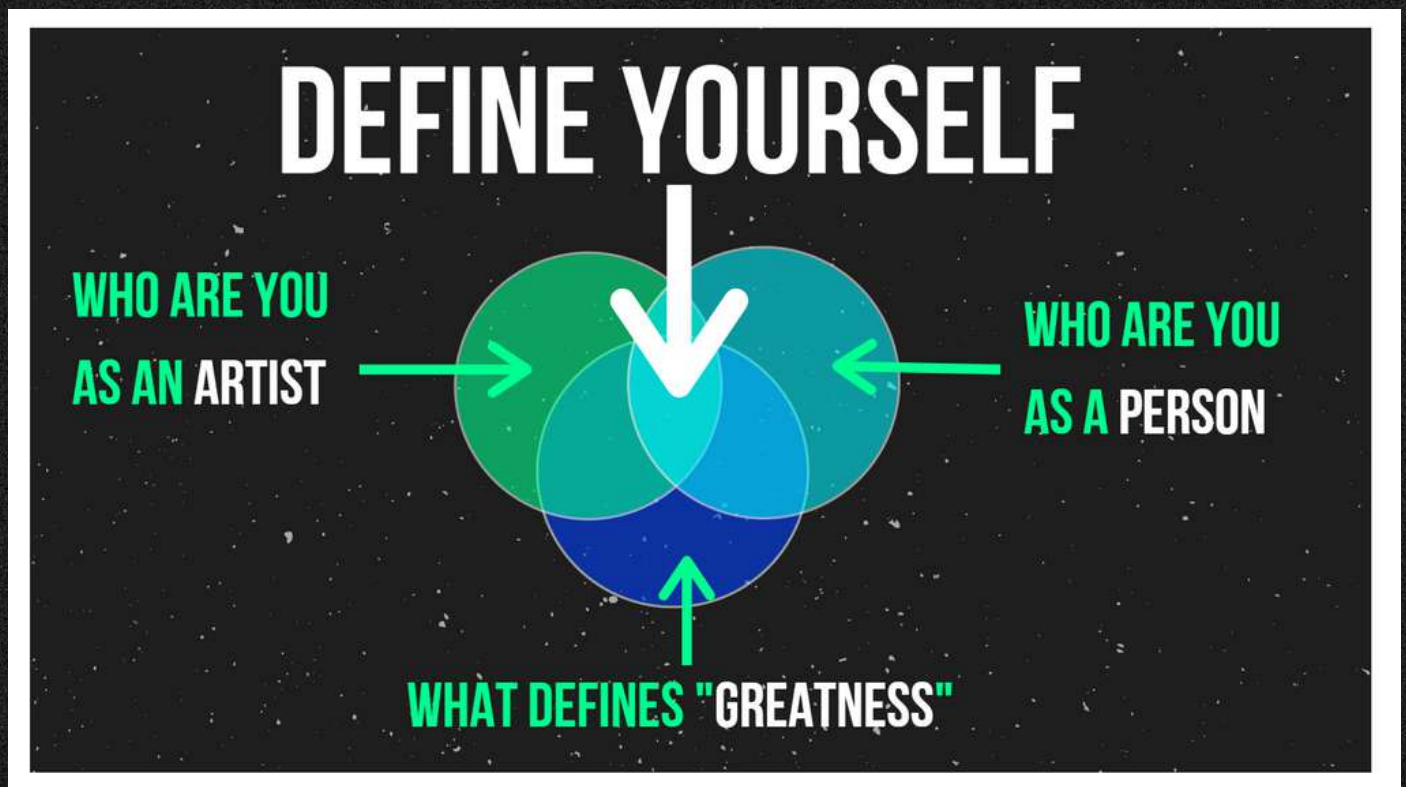 DEFINE YOURSELF
WHO ARE YOU
AS AN ARTIST
WHO ARE YOU
AS A PERSON
WHAT DEFINES "GREATNESS"